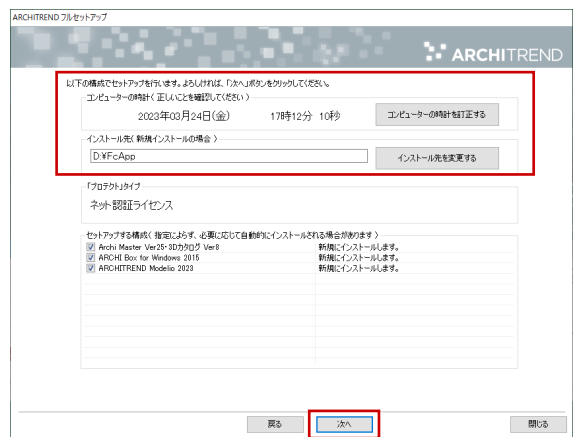 ARCHITREND フルセットアップ
ARCHITREND
以下の構成でセットアップを行います。よろしければ、「次へ」ボタンをクリックしてください。
コンピューターの時計( 正しいことを確認してください )
2023年03月24日(金) 17時12分 10秒 コンピューターの時計を訂正する
インストール先( 新規インストールの場合 )
D:¥FcApp インストール先を変更する
「プロテクト」タイプ
ネット認証ライセンス
セットアップする構成( 指定によらず、必要に応じて自動的にインストールされる場合があります )
Archi Master Ver25・3Dカタログ Ver8 新規にインストールします。
ARCHI Box for Windows 2015 新規にインストールします。
ARCHITREND Modelio 2023 新規にインストールします。
戻る 次へ 閉じる